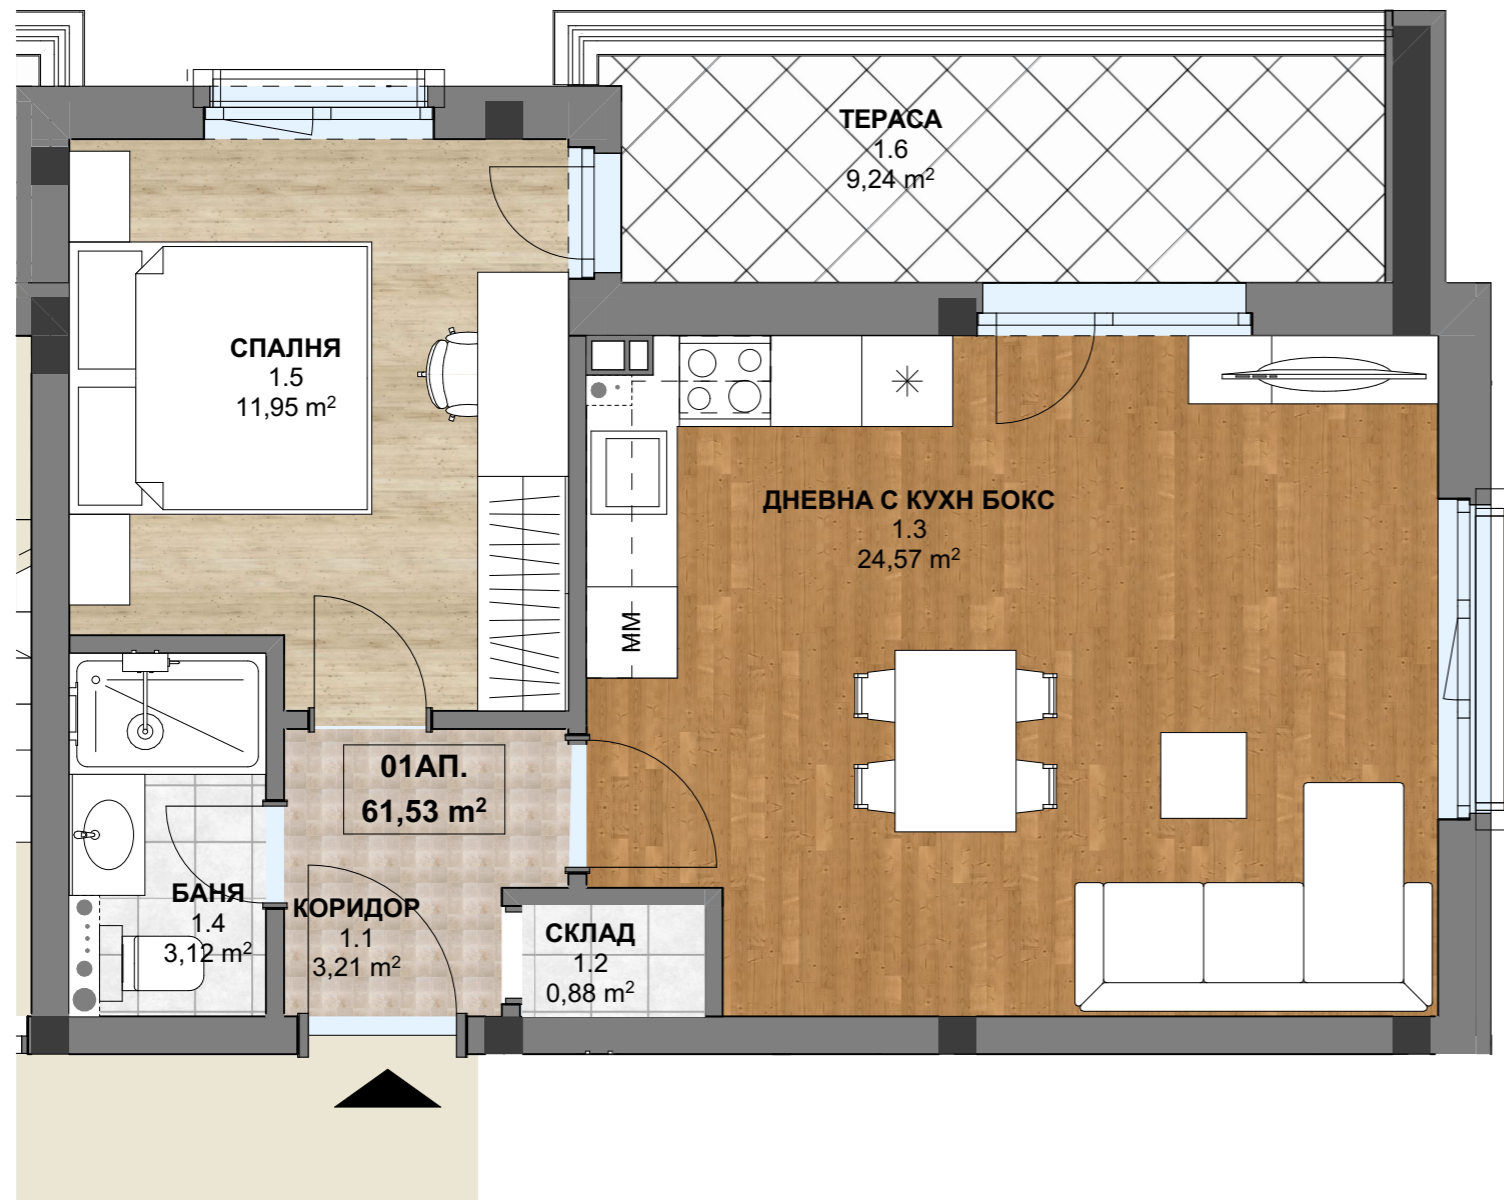 ТЕРАСА
1.6
9,24 m²
СПАЛНЯ
1.5
11,95 m²
ДНЕВНА С КУХН БОКС
1.3
24,57 m²
ММ
01АП.
61,53 m²
БАНЯ
1.4
3,12 m²
КОРИДОР
1.1
3,21 m²
СКЛАД
1.2
0,88 m²